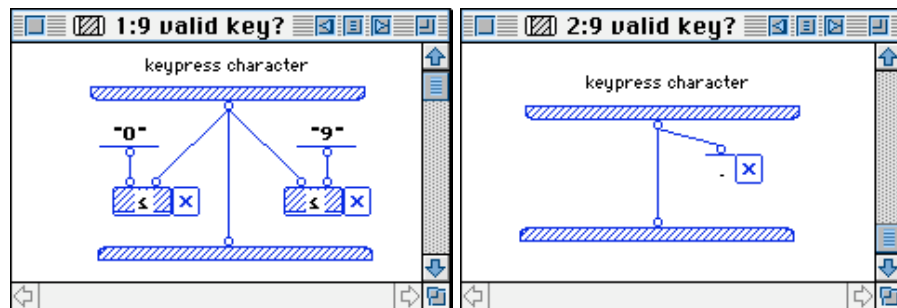 1:9 valid key?
keypress character
"0"
"9"
≤
≤
2:9 valid key?
keypress character
.